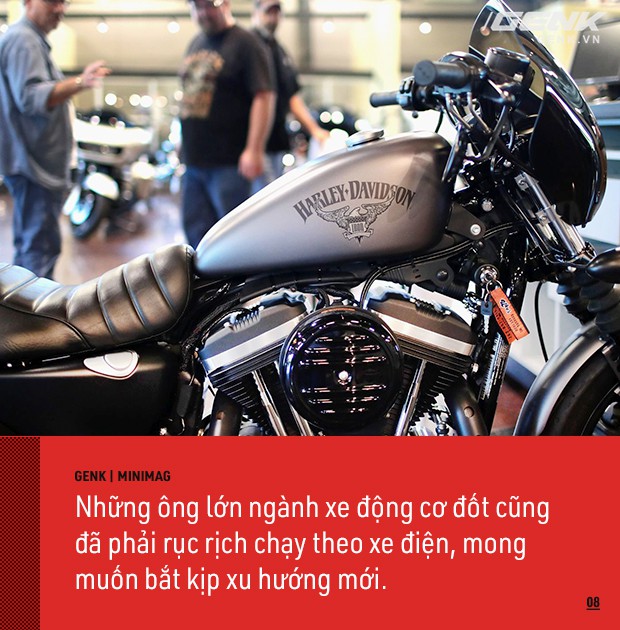 GENK
.VN
HARLEY-DAVIDSON
GENK | MINIMAG
Những ông lớn ngành xe động cơ đốt cũng
đã phải rục rịch chạy theo xe điện, mong
muốn bắt kịp xu hướng mới.
08